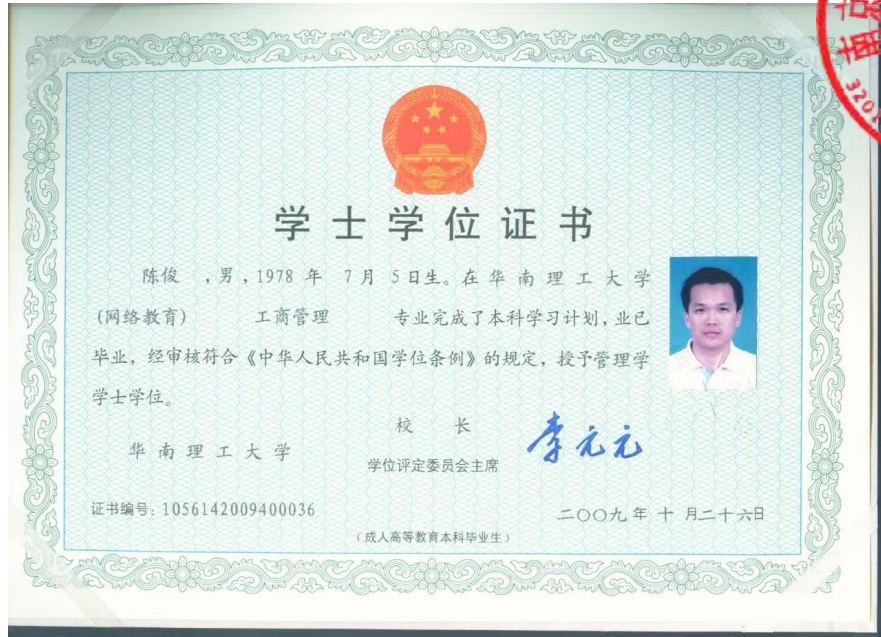 学士学位证书
陈俊 ,男,1978 年 7月 5日生。在华南理工大学
(网络教育) 工商管理 专业完成了本科学习计划,业已
毕业,经审核符合《中华人民共和国学位条例》的规定,授予管理学
学士学位。
校 长
华南理工大学
学位评定委员会主席
李元元
证书编号:1056142009400036
二〇〇九年 十 月二十六日
(成人高等教育本科毕业生)
3201